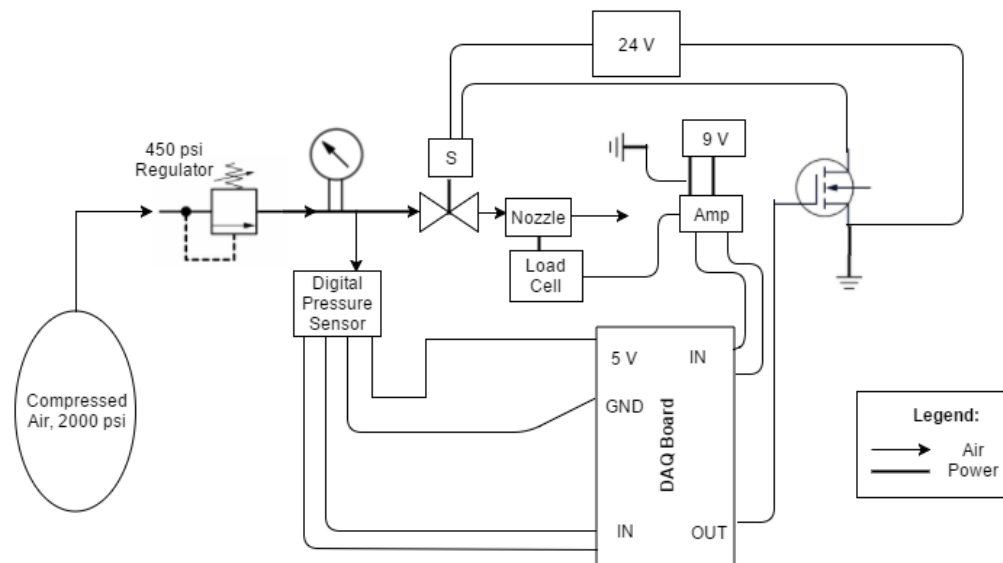 24 V
450 psi
Regulator
S
9 V
Nozzle
Amp
Load
Cell
Digital
Pressure
Sensor
Compressed
Air, 2000 psi
5 V
IN
GND
DAQ Board
IN
OUT
Legend:
Air
Power